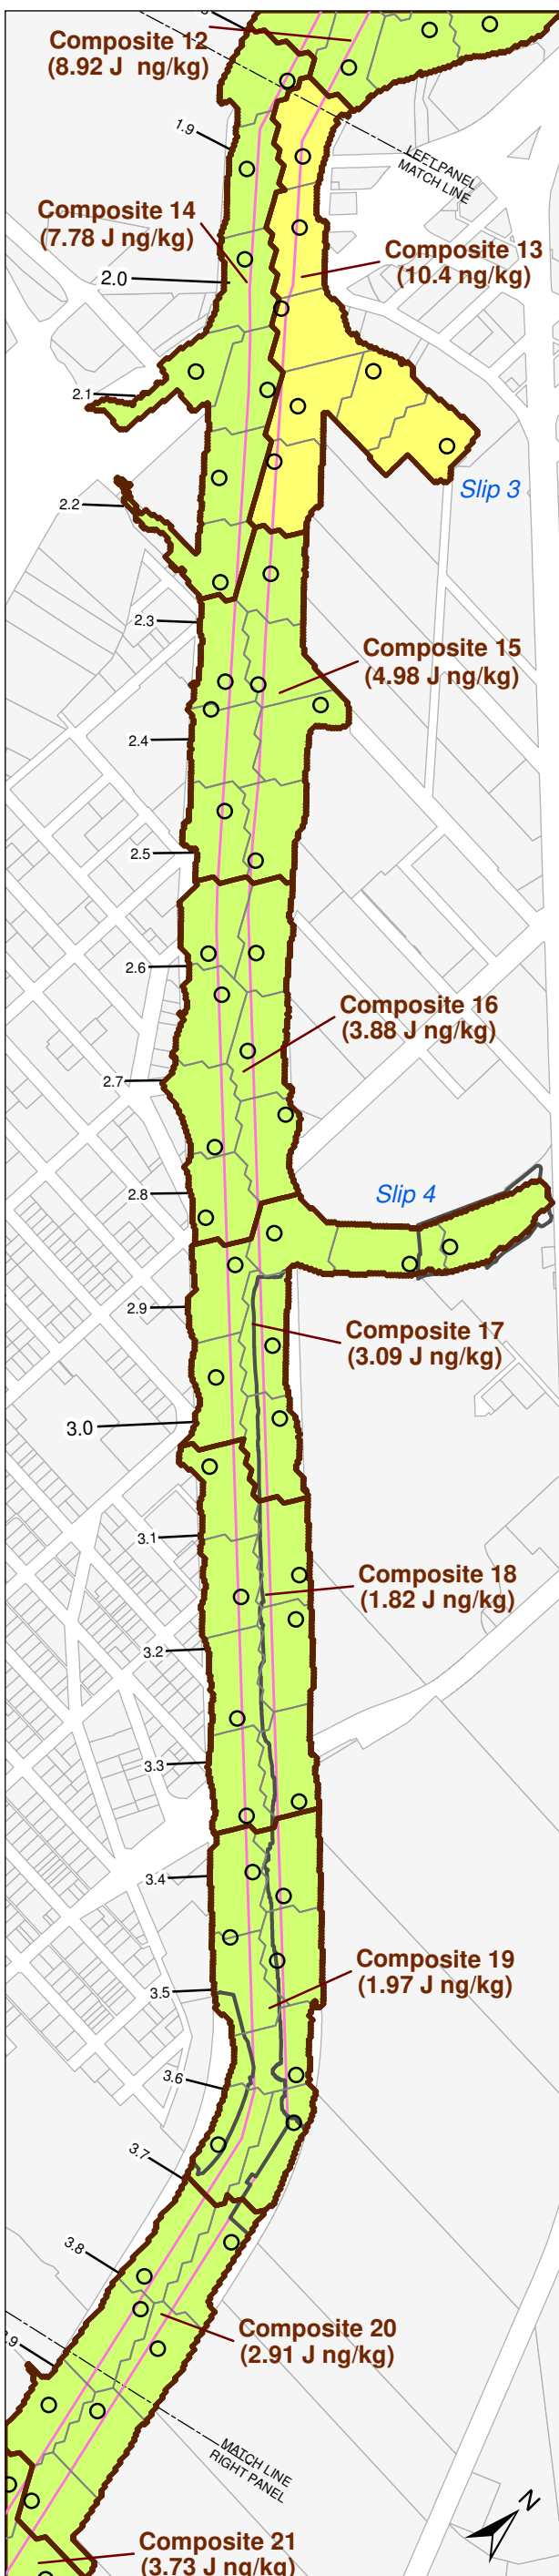 Composite 12
(8.92 J ng/kg)
1.9
LEFT PANEL
MATCH LINE
Composite 14
(7.78 J ng/kg)
Composite 13
(10.4 ng/kg)
2.0
2.1
Slip 3
2.2
2.3
Composite 15
(4.98 J ng/kg)
2.4
2.5
2.6
Composite 16
(3.88 J ng/kg)
2.7
2.8
Slip 4
2.9
Composite 17
(3.09 J ng/kg)
3.0
3.1
Composite 18
(1.82 J ng/kg)
3.2
3.3
3.4
Composite 19
(1.97 J ng/kg)
3.5
3.6
3.7
3.8
Composite 20
(2.91 J ng/kg)
.9
MATCH LINE
RIGHT PANEL
N
Composite 21
(3.73 J ng/kg)